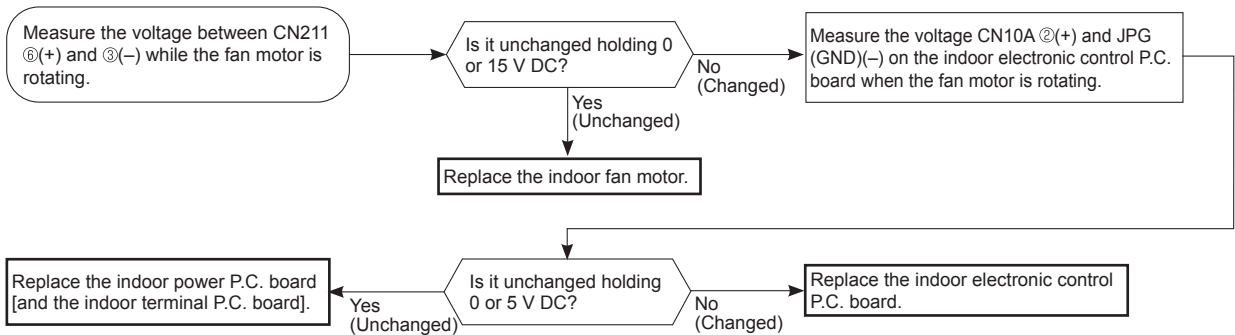 Measure the voltage between CN211
⑥(+) and ③(–) while the fan motor is
rotating.
Is it unchanged holding 0
or 15 V DC?
No
(Changed)
Measure the voltage CN10A ②(+) and JPG
(GND)(–) on the indoor electronic control P.C.
board when the fan motor is rotating.
Yes
(Unchanged)
Replace the indoor fan motor.
Replace the indoor power P.C. board
[and the indoor terminal P.C. board].
Yes
(Unchanged)
Is it unchanged holding
0 or 5 V DC?
No
(Changed)
Replace the indoor electronic control
P.C. board.